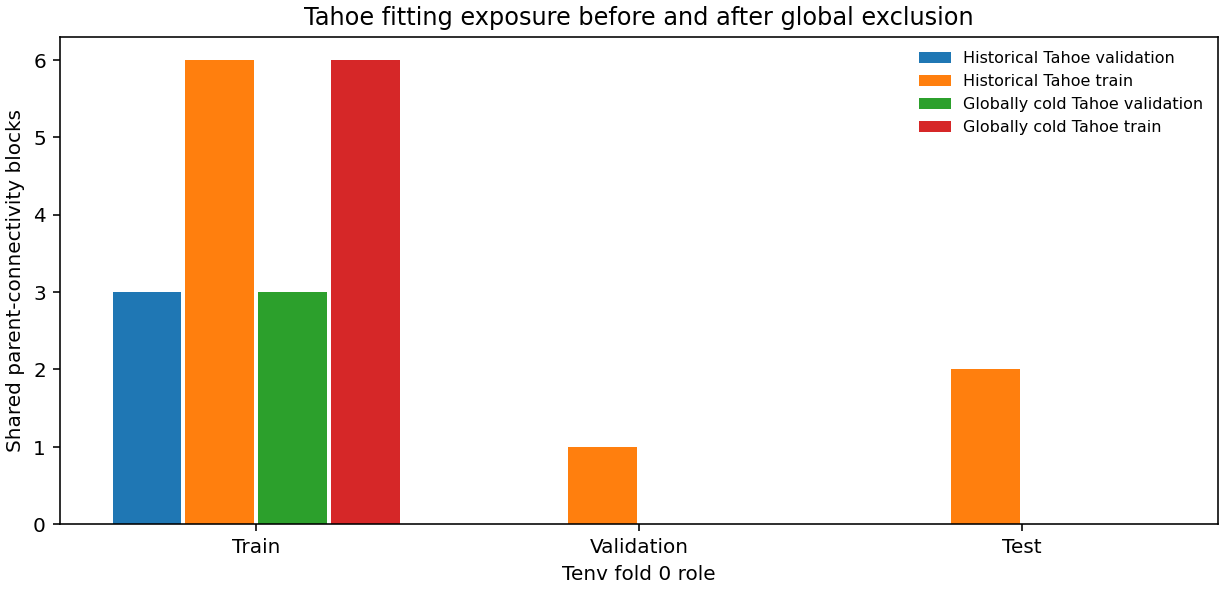 Tahoe fitting exposure before and after global exclusion
Historical Tahoe validation
Historical Tahoe train
Globally cold Tahoe validation
Globally cold Tahoe train
Shared parent-connectivity blocks
6
5
4
3
2
1
0
Train
Validation
Test
Tenv fold 0 role